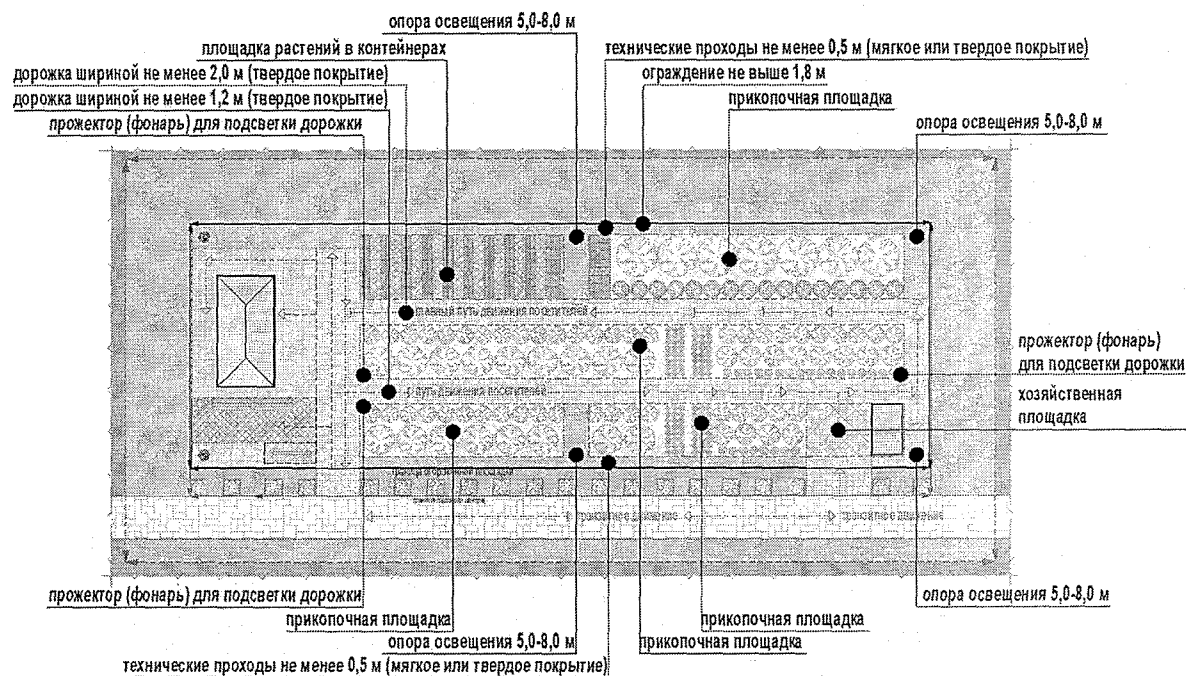 опора освещения 5,0-8,0 м
площадка растений в контейнерах
технические проходы не менее 0,5 м (мягкое или твердое покрытие)
дорожка шириной не менее 2,0 м (твердое покрытие)
ограждение не выше 1,8 м
дорожка шириной не менее 1,2 м (твердое покрытие)
прикопочная площадка
прожектор (фонарь) для подсветки дорожки
опора освещения 5,0-8,0 м
главный путь движения посетителей
прожектор (фонарь)
для подсветки дорожки
путь движения посетителей
хозяйственная
площадка
транзитное движение
транзитное движение
прожектор (фонарь) для подсветки дорожки
опора освещения 5,0-8,0 м
прикопочная площадка
прикопочная площадка
опора освещения 5,0-8,0 м
прикопочная площадка
технические проходы не менее 0,5 м (мягкое или твердое покрытие)